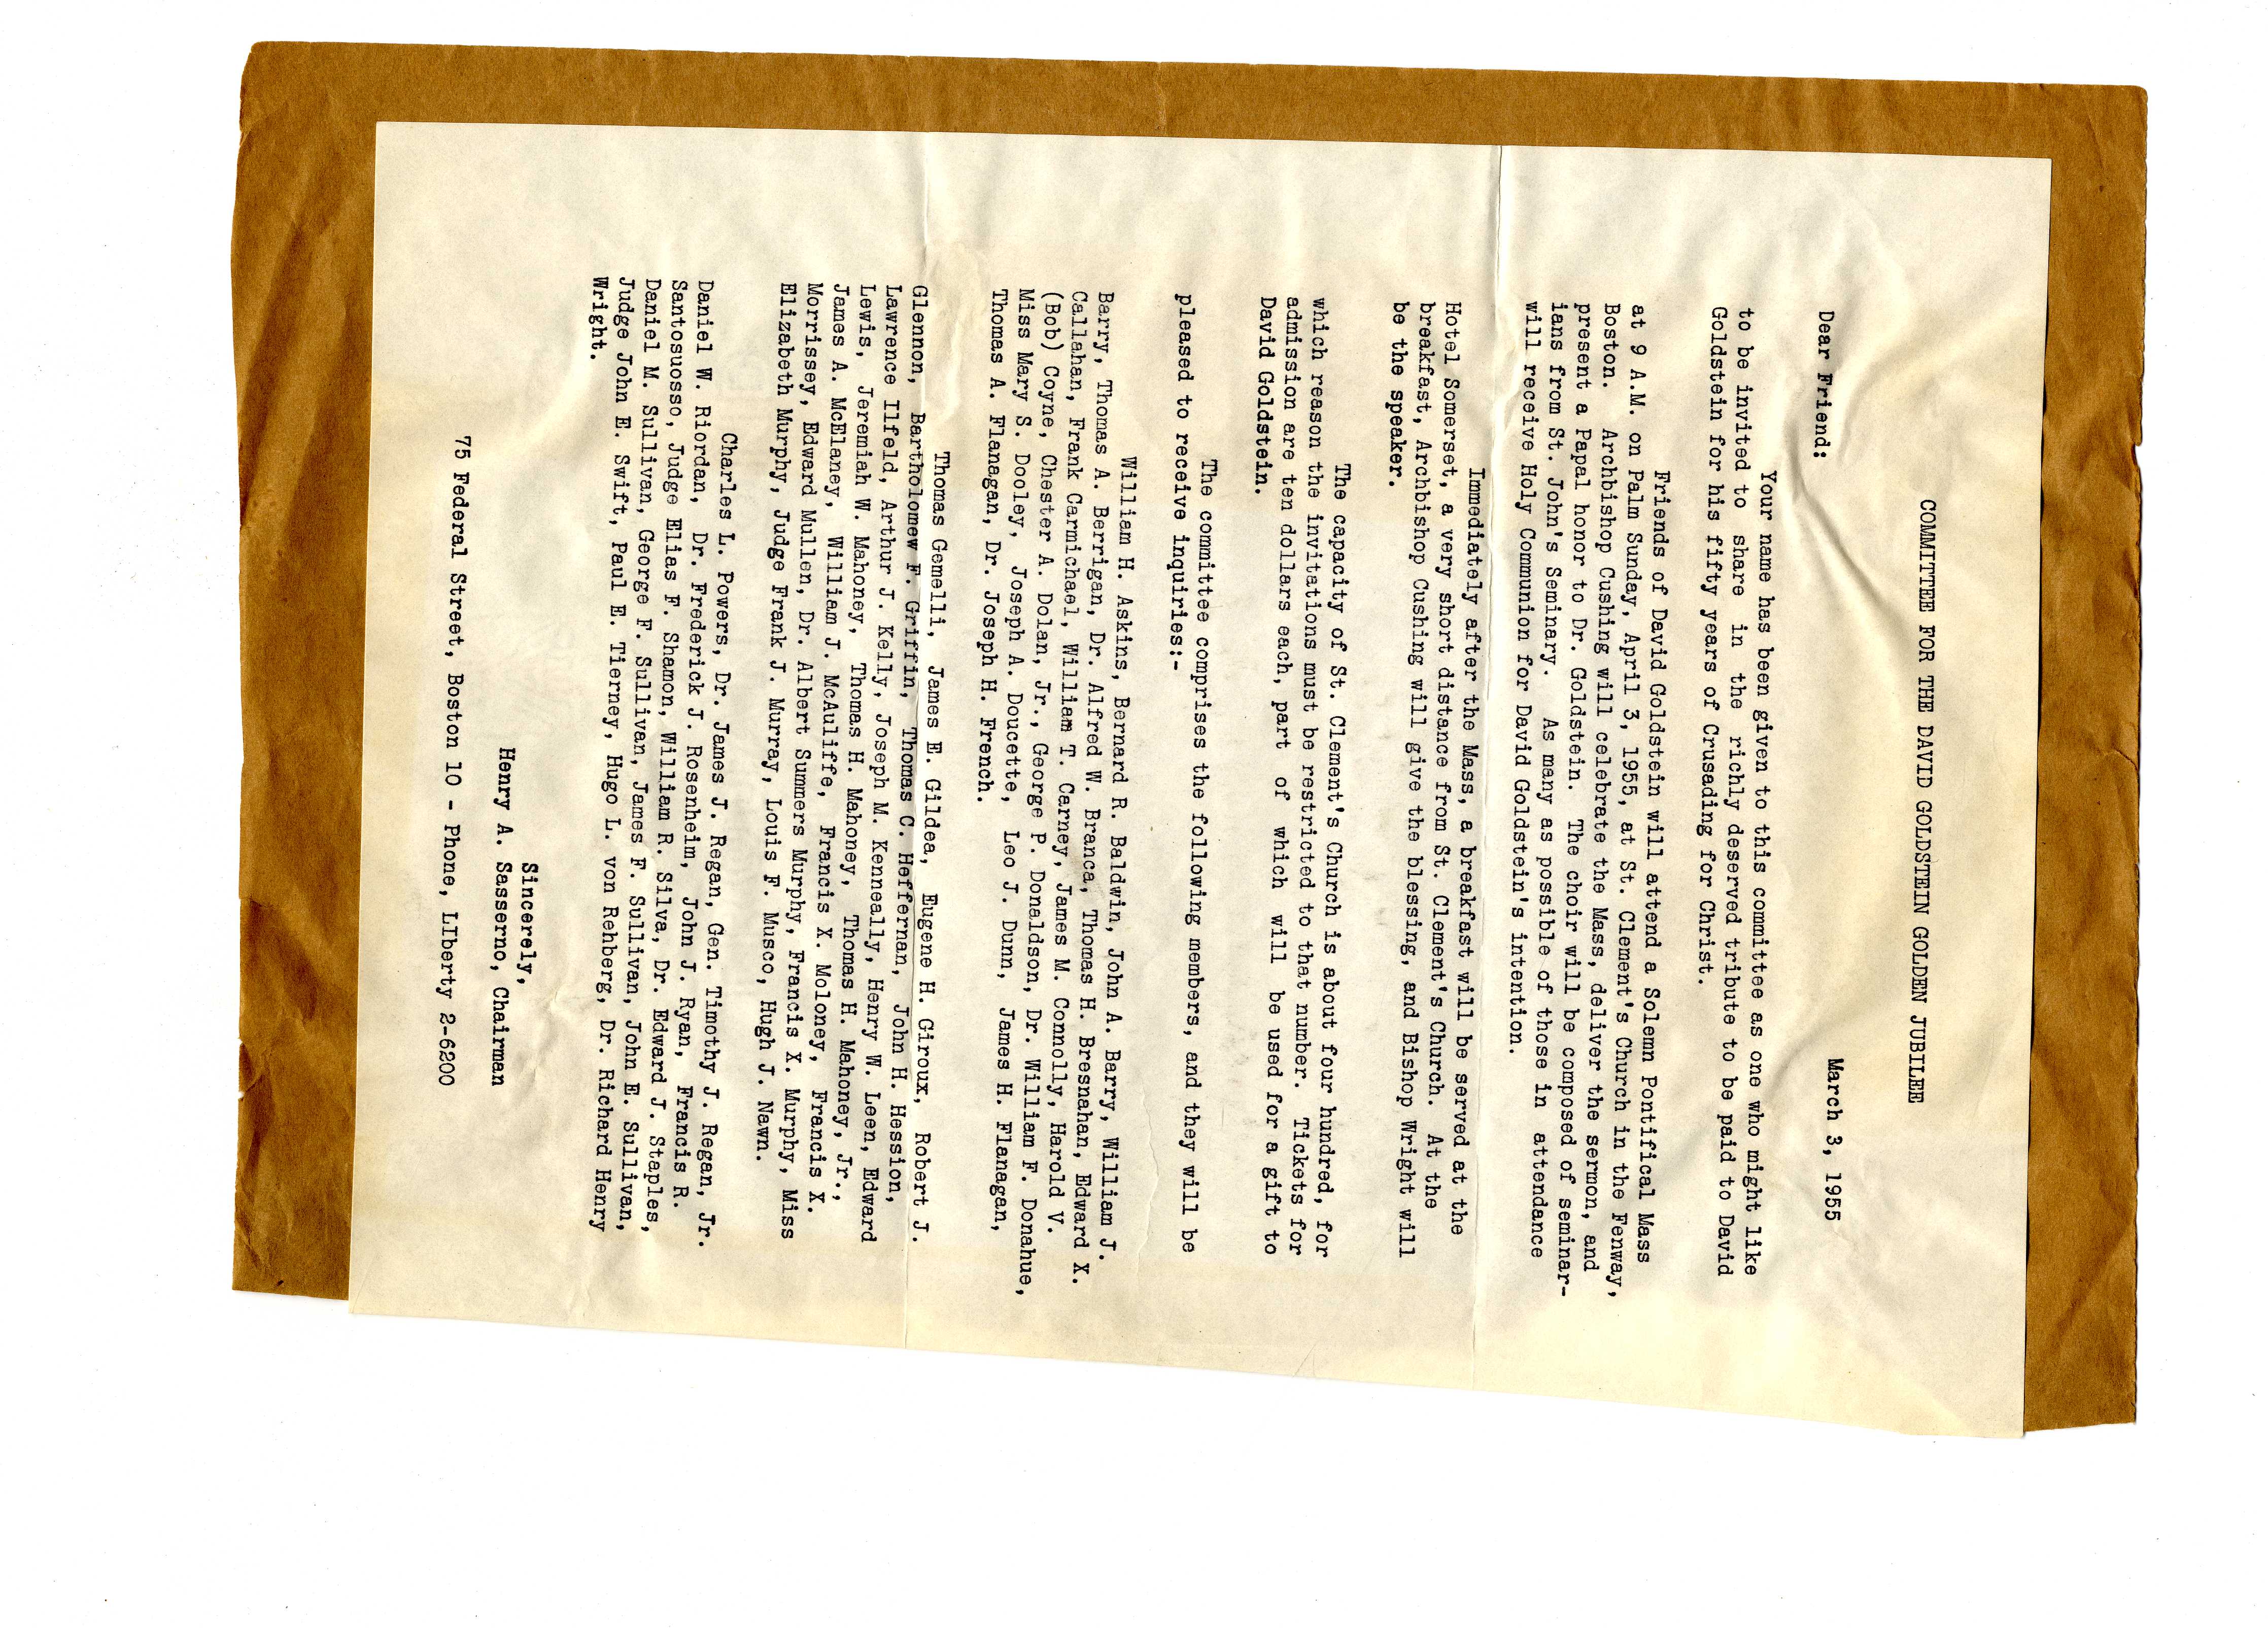 COMMITTEE FOR THE DAVID GOLDSTEIN GOLDEN JUBILEE
March 3, 1955
Dear Friend:
Your name has been given to this committee as one who might like
to be invited to share in the richly deserved tribute to be paid to David
Goldstein for his fifty years of Crusading for Christ.
Friends of David Goldstein will attend a Solemn Pontifical Mass
at 9 A.M. on Palm Sunday, April 3, 1955, at St. Clement's Church in the Fenway,
Boston. Archbishop Cushing will celebrate the Mass, deliver the sermon, and
present a Papal honor to Dr. Goldstein. The choir will be composed of seminar-
ians from St. John's Seminary. As many as possible of those in attendance
will receive Holy Communion for David Goldstein's intention.
Immediately after the Mass, a breakfast will be served at the
Hotel Somerset, a very short distance from St. Clement's Church. At the
breakfast, Archbishop Cushing will give the blessing, and Bishop Wright will
be the speaker.
The capacity of St. Clement's Church is about four hundred, for
which reason the invitations must be restricted to that number. Tickets for
admission are ten dollars each, part of which will be used for a gift to
David Goldstein.
The committee comprises the following members, and they will be
pleased to receive inquiries:-
William H. Askins, Bernard R. Baldwin, John A. Barry, William J.
Barry, Thomas A. Berrigan, Dr. Alfred W. Branca, Thomas H. Bresnahan, Edward X.
Callahan, Frank Carmichael, William T. Carney, James M. Connolly, Harold V.
(Bob) Coyne, Chester A. Dolan, Jr., George P. Donaldson, Dr. William F. Donahue,
Miss Mary S. Dooley, Joseph A. Doucette, Leo J. Dunn, James H. Flanagan,
Thomas A. Flanagan, Dr. Joseph H. French.
Thomas Gemelli, James E. Gildea, Eugene H. Giroux, Robert J.
Glennon, Bartholomew F. Griffin, Thomas C. Heffernan, John H. Hession,
Lawrence Ilfeld, Arthur J. Kelly, Joseph M. Kenneally, Henry W. Leen, Edward
Lewis, Jeremiah W. Mahoney, Thomas H. Mahoney, Thomas H. Mahoney, Jr.,
James A. McElaney, William J. McAuliffe, Francis X. Moloney, Francis X.
Morrissey, Edward Mullen, Dr. Albert Summers Murphy, Francis X. Murphy, Miss
Elizabeth Murphy, Judge Frank J. Murray, Louis F. Musco, Hugh J. Nawn.
Charles L. Powers, Dr. James J. Regan, Gen. Timothy J. Regan, Jr.
Daniel W. Riordan, Dr. Frederick J. Rosenheim, John J. Ryan, Francis R.
Santosuosso, Judge Elias F. Shamon, William R. Silva, Dr. Edward J. Staples,
Daniel M. Sullivan, George F. Sullivan, James F. Sullivan, John E. Sullivan,
Judge John E. Swift, Paul E. Tierney, Hugo L. von Rehberg, Dr. Richard Henry
Wright.
Sincerely,
Henry A. Sasserno, Chairman
75 Federal Street, Boston 10 - Phone, LIberty 2-6200